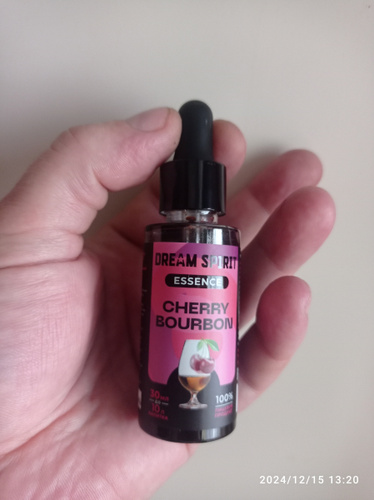 DREAM SPIRIT
ESSENCE
CHERRY
BOURBON
100%
2024/12/15 13:20